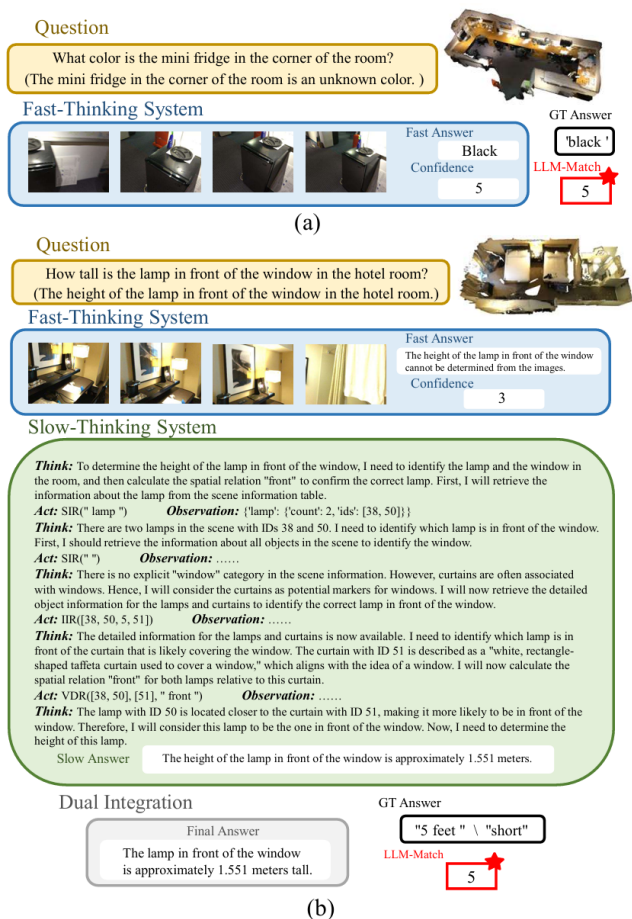 Question
What color is the mini fridge in the corner of the room?
(The mini fridge in the corner of the room is an unknown color. )
Fast-Thinking System
Fast Answer
Black
Confidence
5
GT Answer
'black '
LLM-Match
5
(a)
Question
How tall is the lamp in front of the window in the hotel room?
(The height of the lamp in front of the window in the hotel room.)
Fast-Thinking System
Fast Answer
The height of the lamp in front of the window
cannot be determined from the images.
Confidence
3
Slow-Thinking System
Think: To determine the height of the lamp in front of the window, I need to identify the lamp and the window in
the room, and then calculate the spatial relation "front" to confirm the correct lamp. First, I will retrieve the
information about the lamp from the scene information table.
Act: SIR(" lamp ") Observation: {'lamp': {'count': 2, 'ids': [38, 50]}}
Think: There are two lamps in the scene with IDs 38 and 50. I need to identify which lamp is in front of the window.
First, I should retrieve the information about all objects in the scene to identify the window.
Act: SIR(" ") Observation: ......
Think: There is no explicit "window" category in the scene information. However, curtains are often associated
with windows. Hence, I will consider the curtains as potential markers for windows. I will now retrieve the detailed
object information for the lamps and curtains to identify the correct lamp in front of the window.
Act: IIR([38, 50, 5, 51]) Observation: ......
Think: The detailed information for the lamps and curtains is now available. I need to identify which lamp is in
front of the curtain that is likely covering the window. The curtain with ID 51 is described as a "white, rectangle-
shaped taffeta curtain used to cover a window," which aligns with the idea of a window. I will now calculate the
spatial relation "front" for both lamps relative to this curtain.
Act: VDR([38, 50], [51], " front ") Observation: ......
Think: The lamp with ID 50 is located closer to the curtain with ID 51, making it more likely to be in front of the
window. Therefore, I will consider this lamp to be the one in front of the window. Now, I need to determine the
height of this lamp.
Slow Answer
The height of the lamp in front of the window is approximately 1.551 meters.
Dual Integration
Final Answer
The lamp in front of the window
is approximately 1.551 meters tall.
GT Answer
"5 feet " \ "short"
LLM-Match
5
(b)